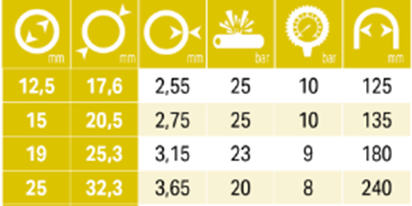 mm mm mm bar bar mm
12,5 17,6 2,55 25 10 125
15 20,5 2,75 25 10 135
19 25,3 3,15 23 9 180
25 32,3 3,65 20 8 240